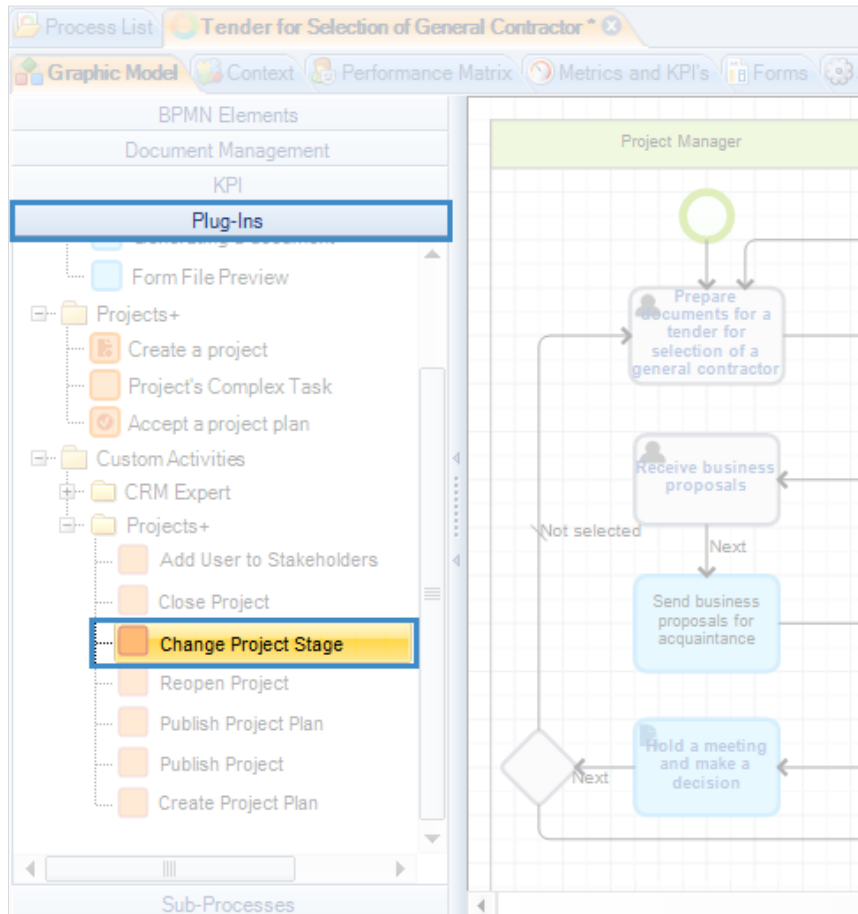 Process List Tender for Selection of General Contractor *
Graphic Model Context Performance Matrix Metrics and KPI's Forms
BPMN Elements
Document Management
KPI
Plug-Ins
Form File Preview
Projects+
Create a project
Project's Complex Task
Accept a project plan
Custom Activities
CRM Expert
Projects+
Add User to Stakeholders
Close Project
Change Project Stage
Reopen Project
Publish Project Plan
Publish Project
Create Project Plan
Sub-Processes
Project Manager
Prepare
documents for a
tender for
selection of a
general contractor
Receive business
proposals
Not selected
Next
Send business
proposals for
acquaintance
Hold a meeting
and make a
decision
Next